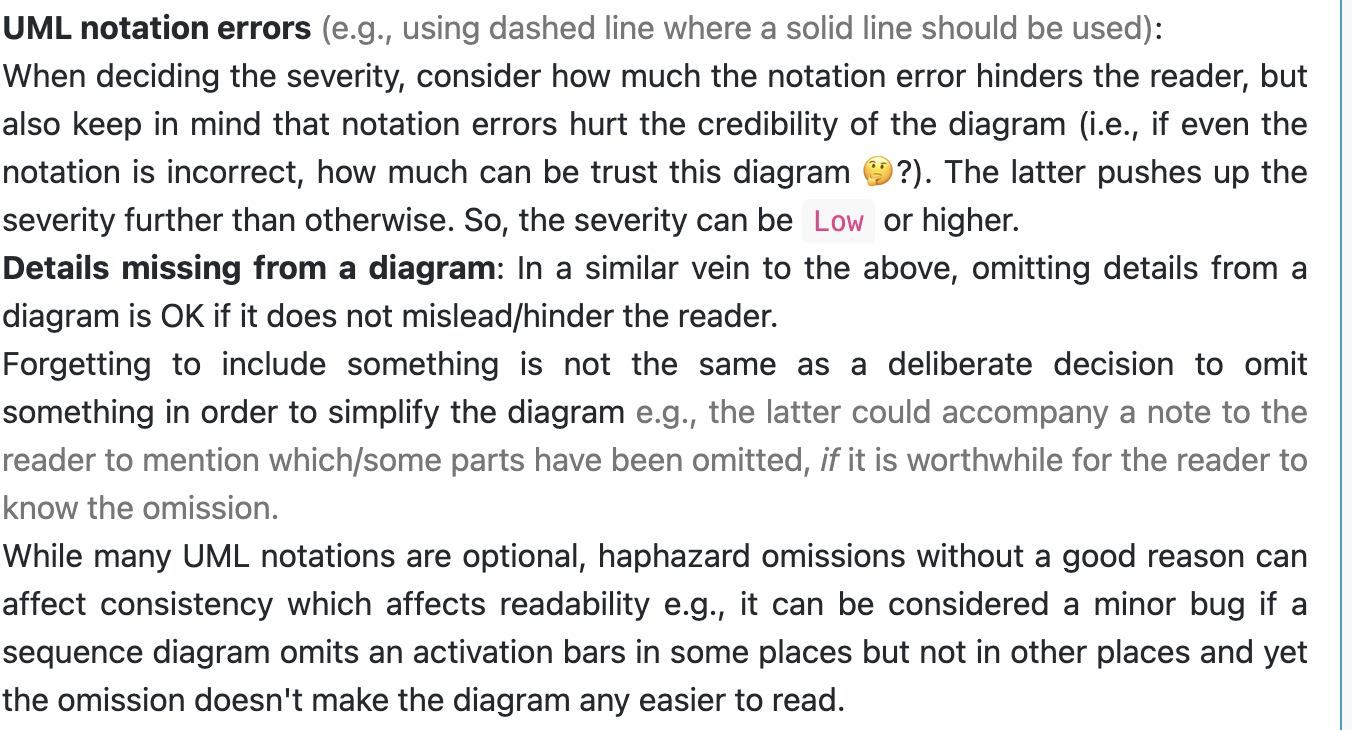 UML notation errors (e.g., using dashed line where a solid line should be used):
When deciding the severity, consider how much the notation error hinders the reader, but
also keep in mind that notation errors hurt the credibility of the diagram (i.e., if even the
notation is incorrect, how much can be trust this diagram 🤔?). The latter pushes up the
severity further than otherwise. So, the severity can be Low or higher.
Details missing from a diagram: In a similar vein to the above, omitting details from a
diagram is OK if it does not mislead/hinder the reader.
Forgetting to include something is not the same as a deliberate decision to omit
something in order to simplify the diagram e.g., the latter could accompany a note to the
reader to mention which/some parts have been omitted, if it is worthwhile for the reader to
know the omission.
While many UML notations are optional, haphazard omissions without a good reason can
affect consistency which affects readability e.g., it can be considered a minor bug if a
sequence diagram omits an activation bars in some places but not in other places and yet
the omission doesn't make the diagram any easier to read.